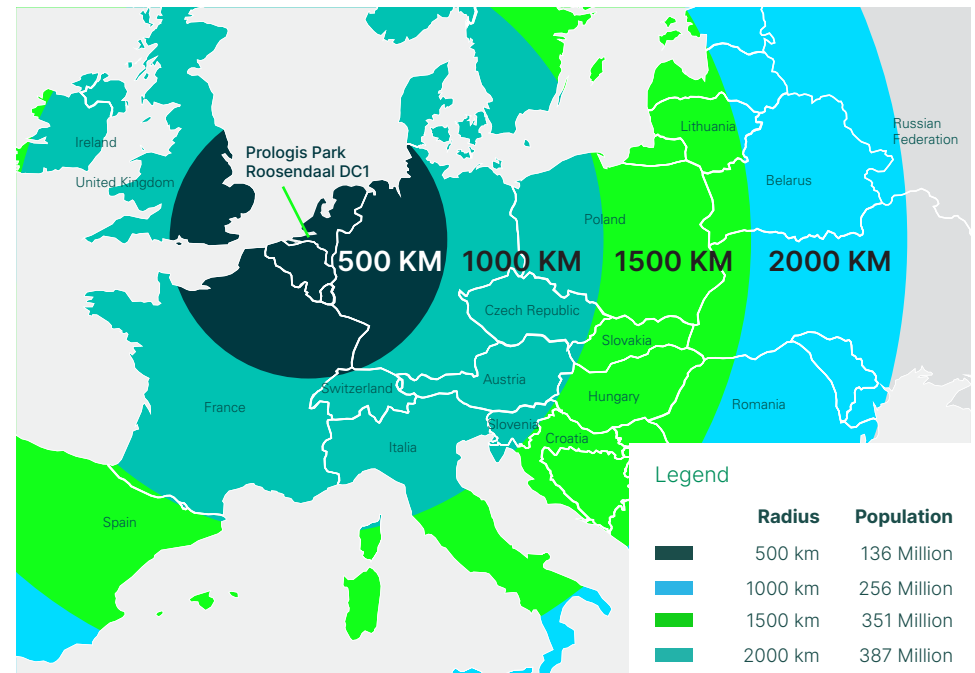 Ireland
United Kingdom
Prologis Park
Roosendaal DC1
Lithuania
Russian
Federation
Belarus
Poland
500 KM
1000 KM
1500 KM
2000 KM
Czech Republic
Slovakia
Switzerland
Austria
France
Hungary
Romania
Slovenia
Croatia
Italia
Spain
Legend
Radius Population
500 km 136 Million
1000 km 256 Million
1500 km 351 Million
2000 km 387 Million